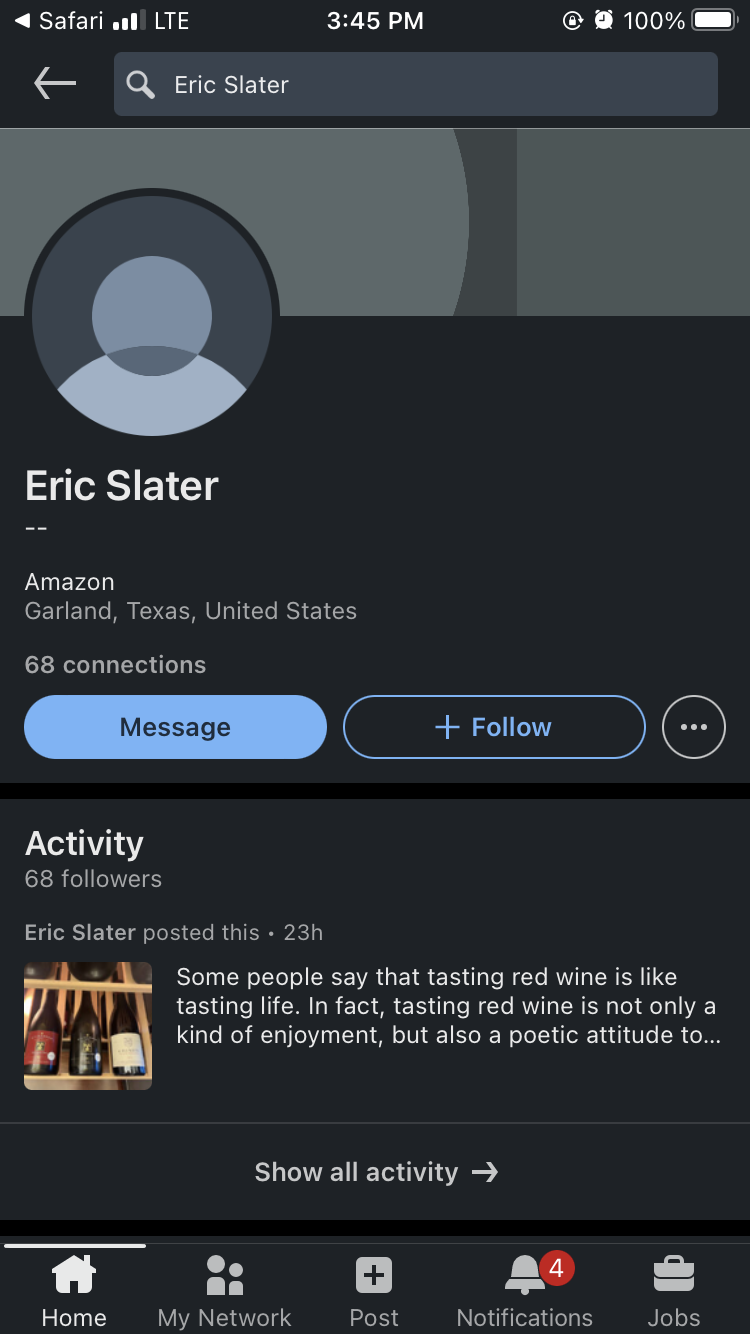 Safari LTE 3:45 PM 100%
Eric Slater
Eric Slater
--
Amazon
Garland, Texas, United States
68 connections
Message + Follow
Activity
68 followers
Eric Slater posted this • 23h
Some people say that tasting red wine is like
tasting life. In fact, tasting red wine is not only a
kind of enjoyment, but also a poetic attitude to...
Show all activity →
4
Home My Network Post Notifications Jobs